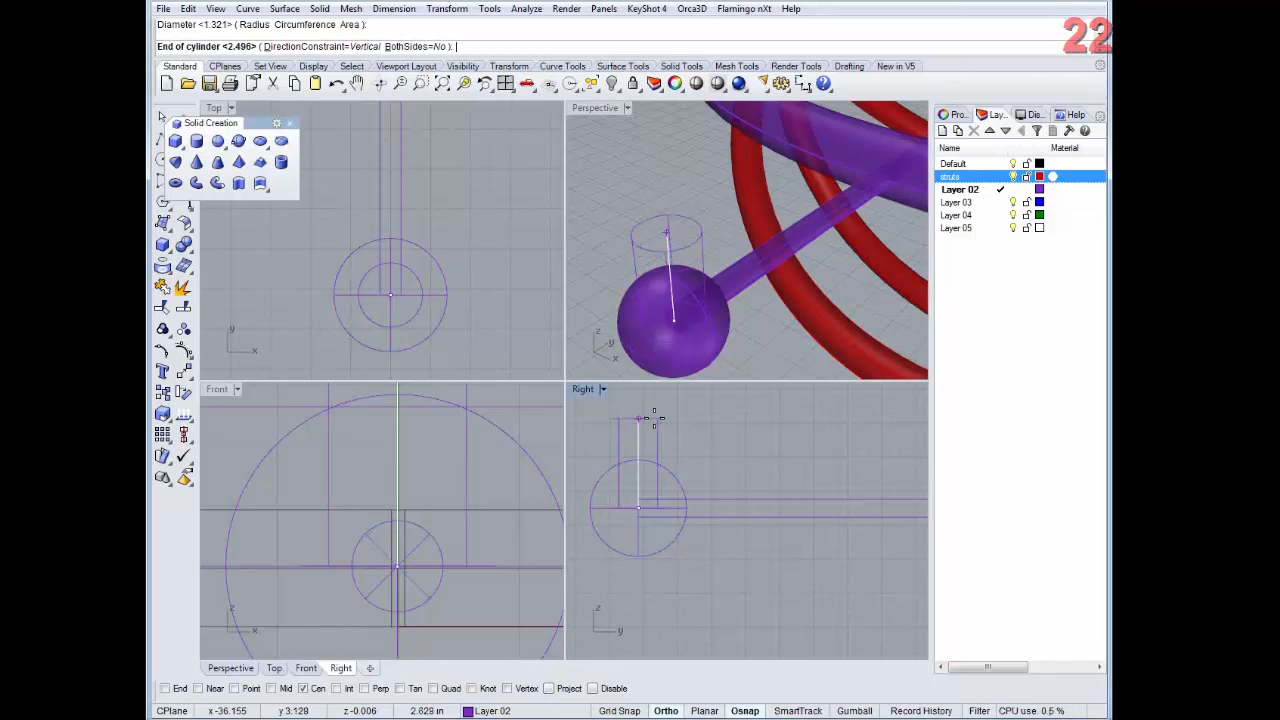 File Edit View Curve Surface Solid Mesh Dimension Transform Tools Analyze Render Panels KeyShot 4 Orca3D Flamingo nXt Help
22
Diameter <1.321> ( Radius Circumference Area ):
End of cylinder <2.496> ( DirectionConstraint=Vertical BothSides=No ):
Standard CPlanes Set View Display Select Viewport Layout Visibility Transform Curve Tools Surface Tools Solid Tools Mesh Tools Render Tools Drafting New in V5
Top Perspective Pro... Lay... Dis... Help
Solid Creation
Name Material
Default
struts
Layer 02
Layer 03
Layer 04
Layer 05
z
y
x
y
x
Front Right
z
x
z
y
Perspective Top Front Right
End Near Point Mid Cen Int Perp Tan Quad Knot Vertex Project Disable
CPlane x -36.155 y 3.128 z-0.006 2.629 in Layer 02 Grid Snap Ortho Planar Osnap SmartTrack Gumball Record History Filter CPU use: 0.5 %